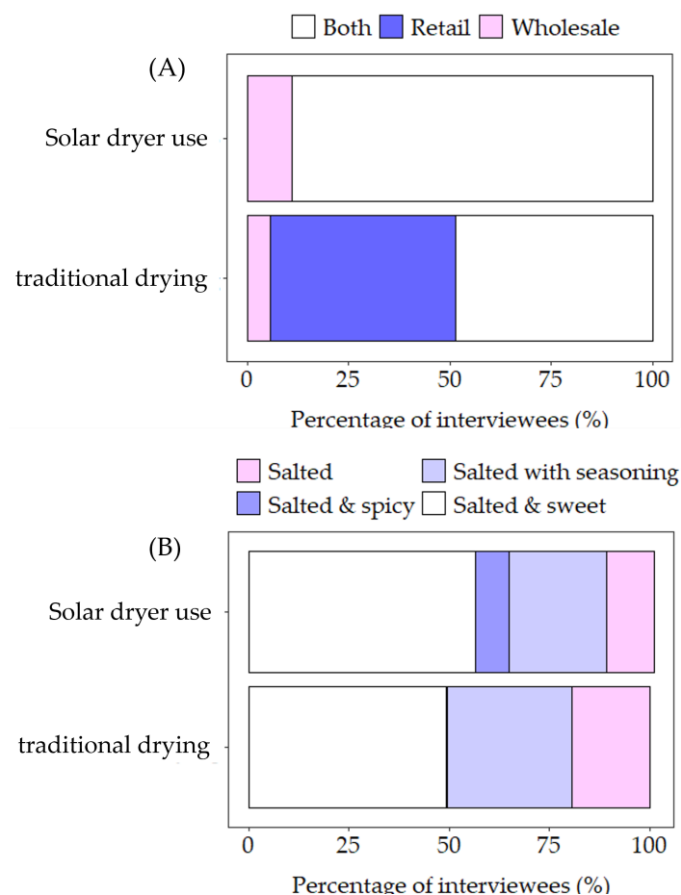 Both Retail Wholesale
(A)
Solar dryer use
traditional drying
0 25 50 75 100
Percentage of interviewees (%)
Salted Salted with seasoning
Salted & spicy Salted & sweet
(B)
Solar dryer use
traditional drying
0 25 50 75 100
Percentage of interviewees (%)